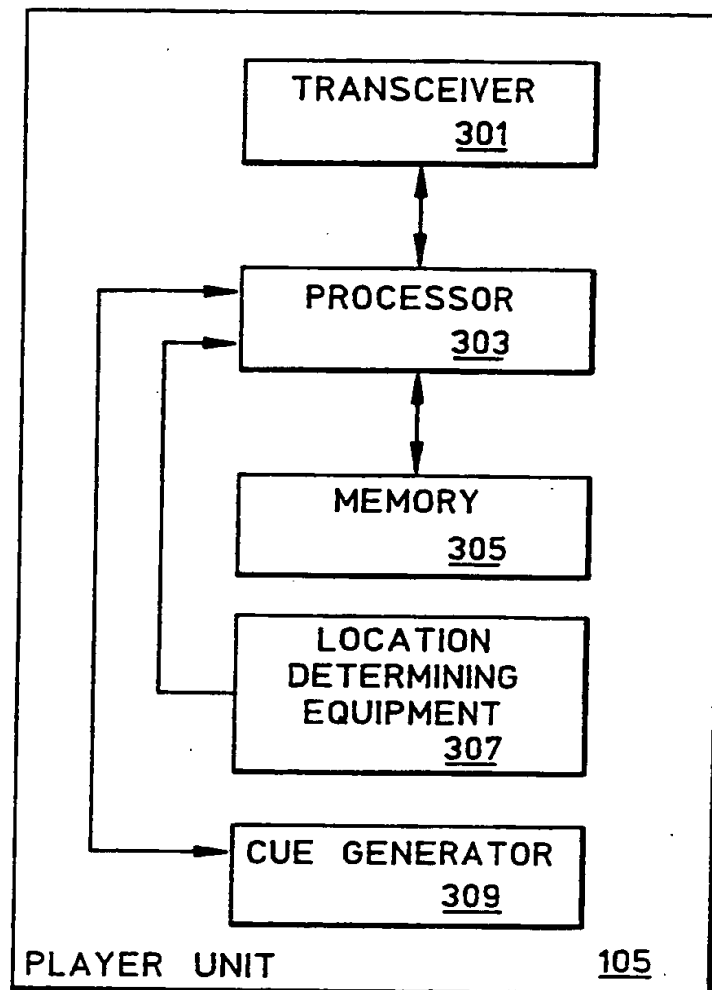 TRANSCEIVER
301
PROCESSOR
303
MEMORY
305
LOCATION
DETERMINING
EQUIPMENT
307
CUE GENERATOR
309
PLAYER UNIT 105